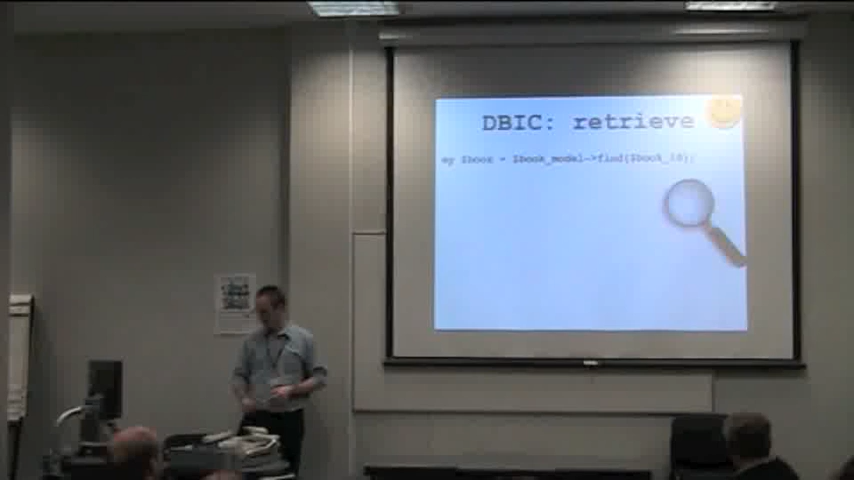 DBIC: retrieve
my $book = $book_model->find($book_id);